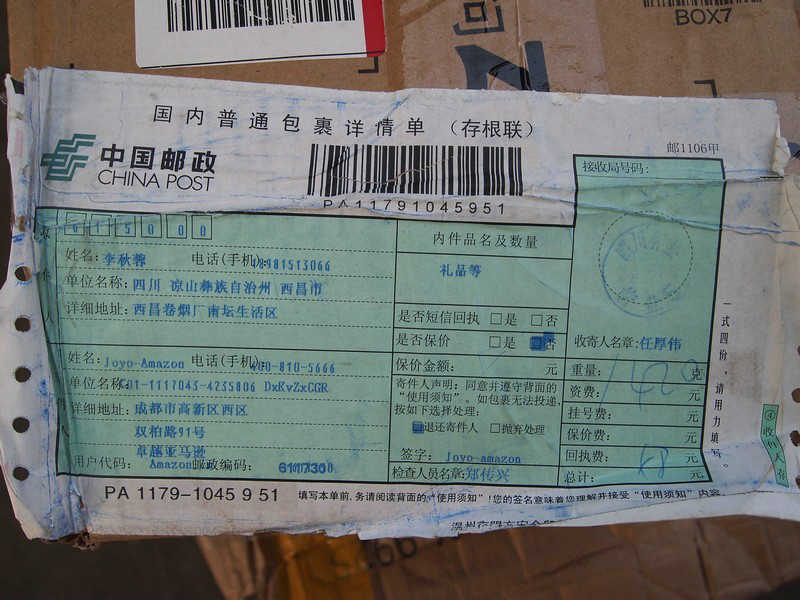 BOX7
国内普通包裹详情单 (存根联)
中国邮政
CHINA POST
邮1106甲
PA11791045951
接收局号码:
615000
内件品名及数量
姓名: 李秋蓉 电话(手机):
礼品等
单位名称: 四川 凉山彝族自治州 西昌市
详细地址: 西昌卷烟厂南坛生活区
是否短信回执 □是 □否
是否保价 □是 □否
收寄人名章: 任厚伟
姓名: Joyo-Amazon 电话(手机): 400-810-5666
保价金额: 元
重量: 克
单位名称: C01-1117043-4235806 DxKvZxCGR
寄件人声明: 同意并遵守背面的
"使用须知"。如包裹无法投递,
按如下选择处理:
资费: 元
详细地址: 成都市高新区西区
挂号费: 元
双柏路91号
退还寄件人 □抛弃处理
保价费: 元
卓越亚马逊
签字: Joyo-amazon
回执费: 元
用户代码: Amazon 邮政编码: 611730
检查人员名章: 郑传兴
总计: 元
一式四份,请用力填写。
PA 1179-1045 9 51
填写本单前,务请阅读背面的"使用须知"!您的签名意味着您理解并接受"使用须知"内容